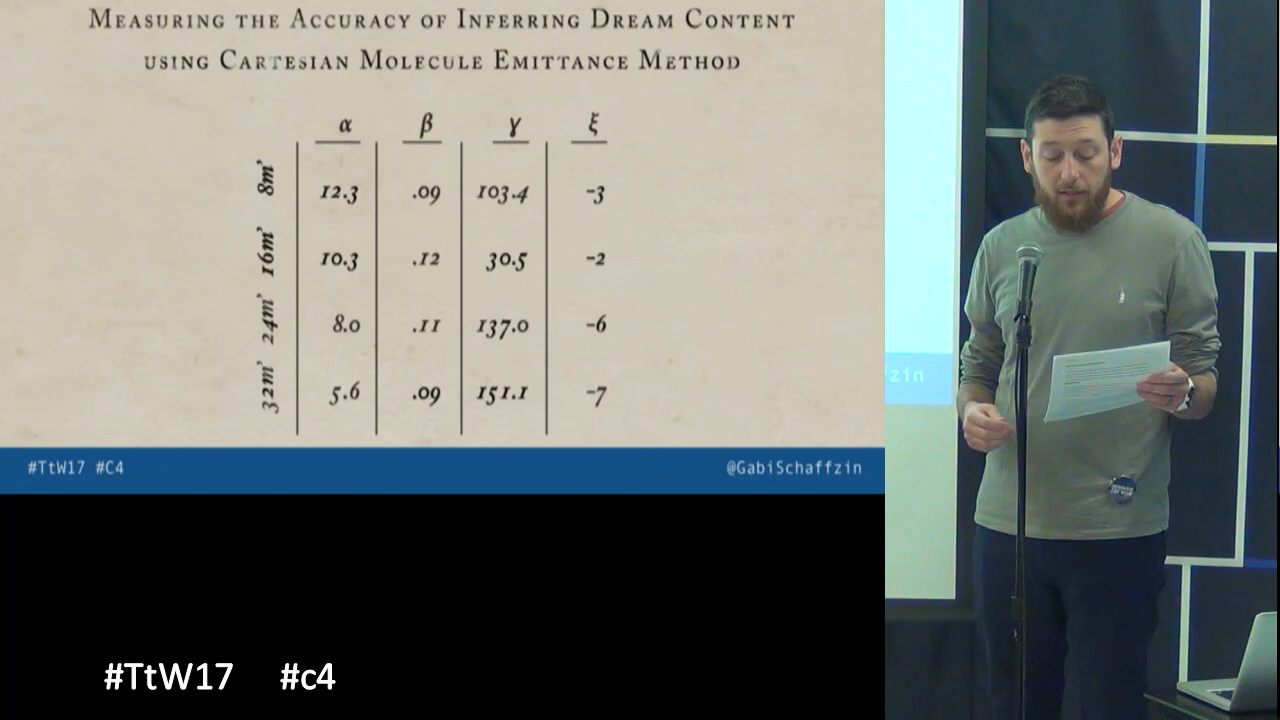 MEASURING THE ACCURACY OF INFERRING DREAM CONTENT
USING CARTESIAN MOLECULE EMITTANCE METHOD
α β γ ξ
8m' 12.3 .09 103.4 -3
16m' 10.3 .12 30.5 -2
24m' 8.0 .11 137.0 -6
32m' 5.6 .09 151.1 -7
#TtW17 #C4 @GabiSchaffzin
fzin
#TtW17 #c4